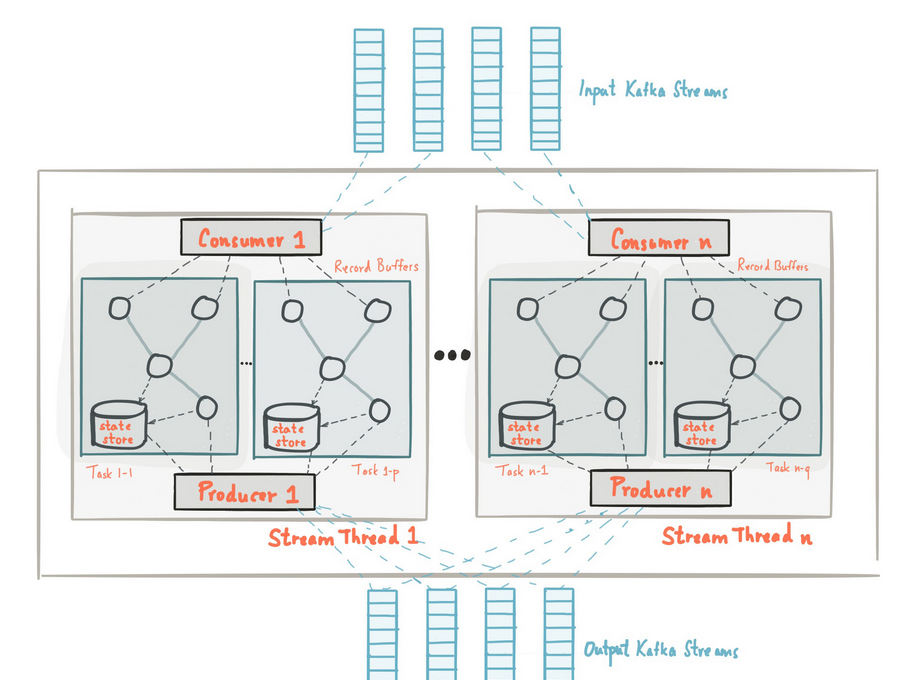 Input Kafka Streams
Consumer 1
Consumer n
Record Buffers
Record Buffers
...
...
...
state
store
state
store
state
store
state
store
Task 1-1
Task 1-p
Task n-1
Task n-q
Producer 1
Producer n
Stream Thread 1
Stream Thread n
Output Kafka Streams